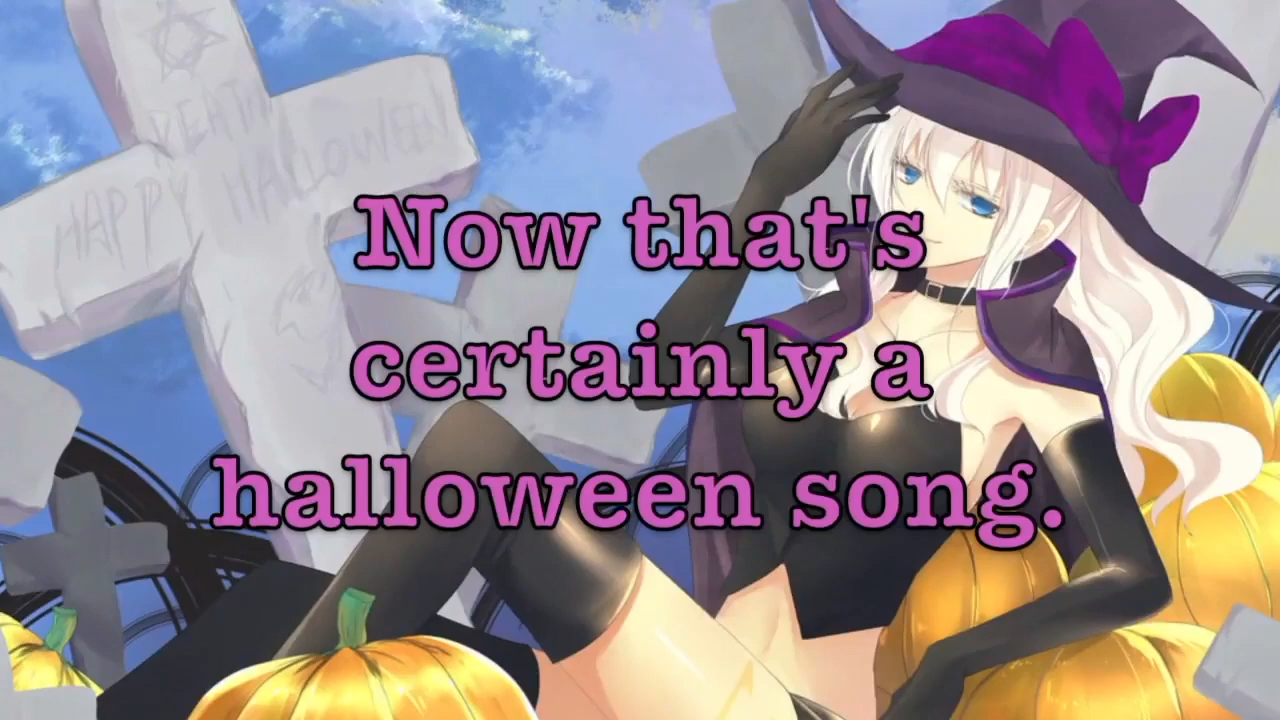 DEATH
HAPPY HALLOWEEN
Now that's
certainly a
halloween song.